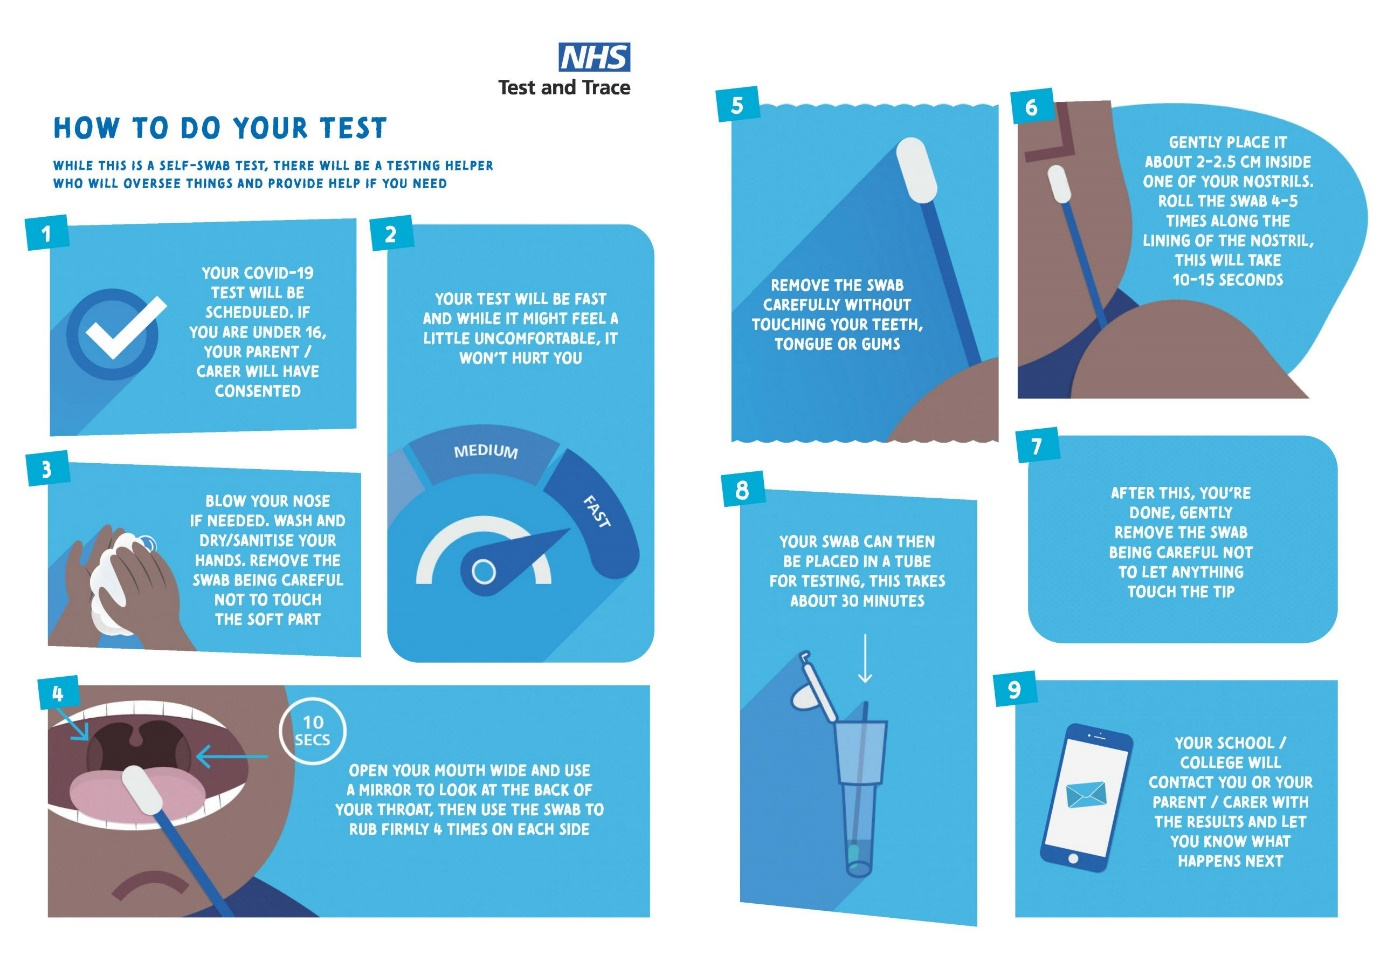 NHS
Test and Trace
HOW TO DO YOUR TEST
WHILE THIS IS A SELF-SWAB TEST, THERE WILL BE A TESTING HELPER
WHO WILL OVERSEE THINGS AND PROVIDE HELP IF YOU NEED
1
YOUR COVID-19
TEST WILL BE
SCHEDULED. IF
YOU ARE UNDER 16,
YOUR PARENT /
CARER WILL HAVE
CONSENTED
2
YOUR TEST WILL BE FAST
AND WHILE IT MIGHT FEEL A
LITTLE UNCOMFORTABLE, IT
WON'T HURT YOU
MEDIUM
FAST
3
BLOW YOUR NOSE
IF NEEDED. WASH AND
DRY/SANITISE YOUR
HANDS. REMOVE THE
SWAB BEING CAREFUL
NOT TO TOUCH
THE SOFT PART
4
10
SECS
OPEN YOUR MOUTH WIDE AND USE
A MIRROR TO LOOK AT THE BACK OF
YOUR THROAT, THEN USE THE SWAB TO
RUB FIRMLY 4 TIMES ON EACH SIDE
5
REMOVE THE SWAB
CAREFULLY WITHOUT
TOUCHING YOUR TEETH,
TONGUE OR GUMS
6
GENTLY PLACE IT
ABOUT 2-2.5 CM INSIDE
ONE OF YOUR NOSTRILS.
ROLL THE SWAB 4-5
TIMES ALONG THE
LINING OF THE NOSTRIL,
THIS WILL TAKE
10-15 SECONDS
7
AFTER THIS, YOU'RE
DONE, GENTLY
REMOVE THE SWAB
BEING CAREFUL NOT
TO LET ANYTHING
TOUCH THE TIP
8
YOUR SWAB CAN THEN
BE PLACED IN A TUBE
FOR TESTING, THIS TAKES
ABOUT 30 MINUTES
9
YOUR SCHOOL /
COLLEGE WILL
CONTACT YOU OR YOUR
PARENT / CARER WITH
THE RESULTS AND LET
YOU KNOW WHAT
HAPPENS NEXT